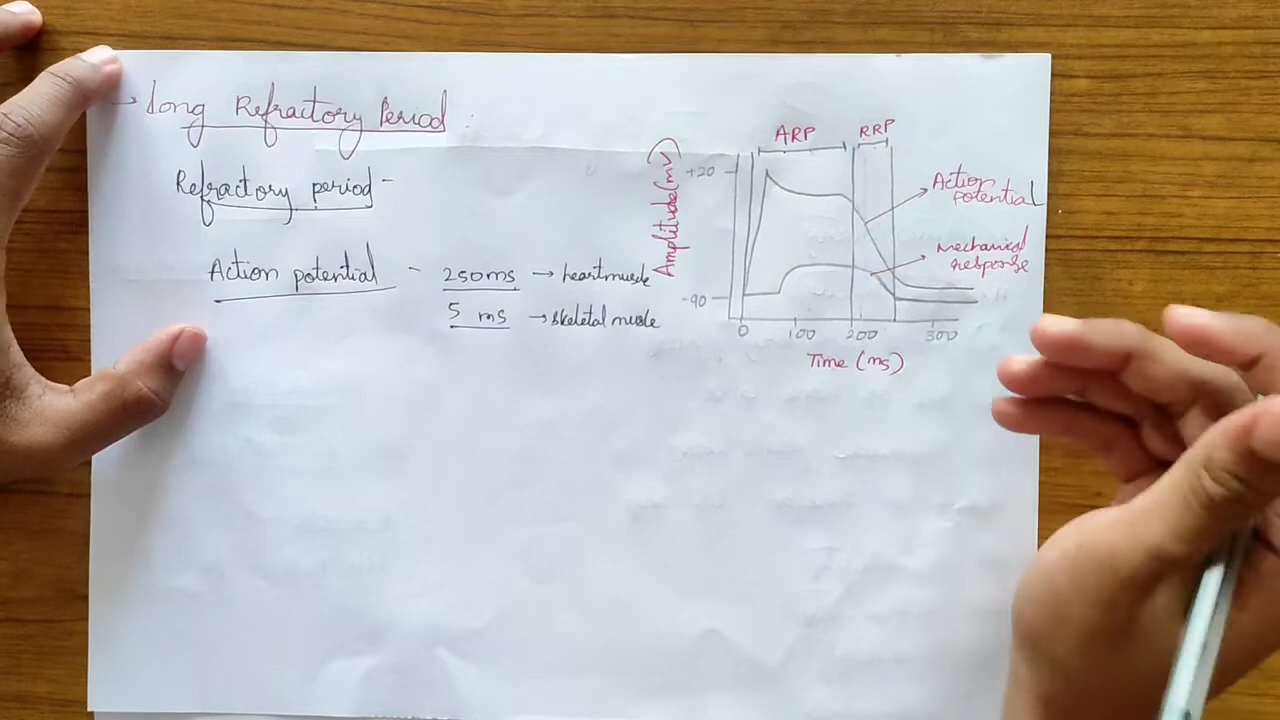 → Long Refractory Period :
Refractory period -
Action potential - 250ms → heart muscle
5 ms → skeletal muscle
ARP RRP
+20
Amplitude (mv)
-90
0 100 200 300
Time (ms)
Action
potential
Mechanical
response